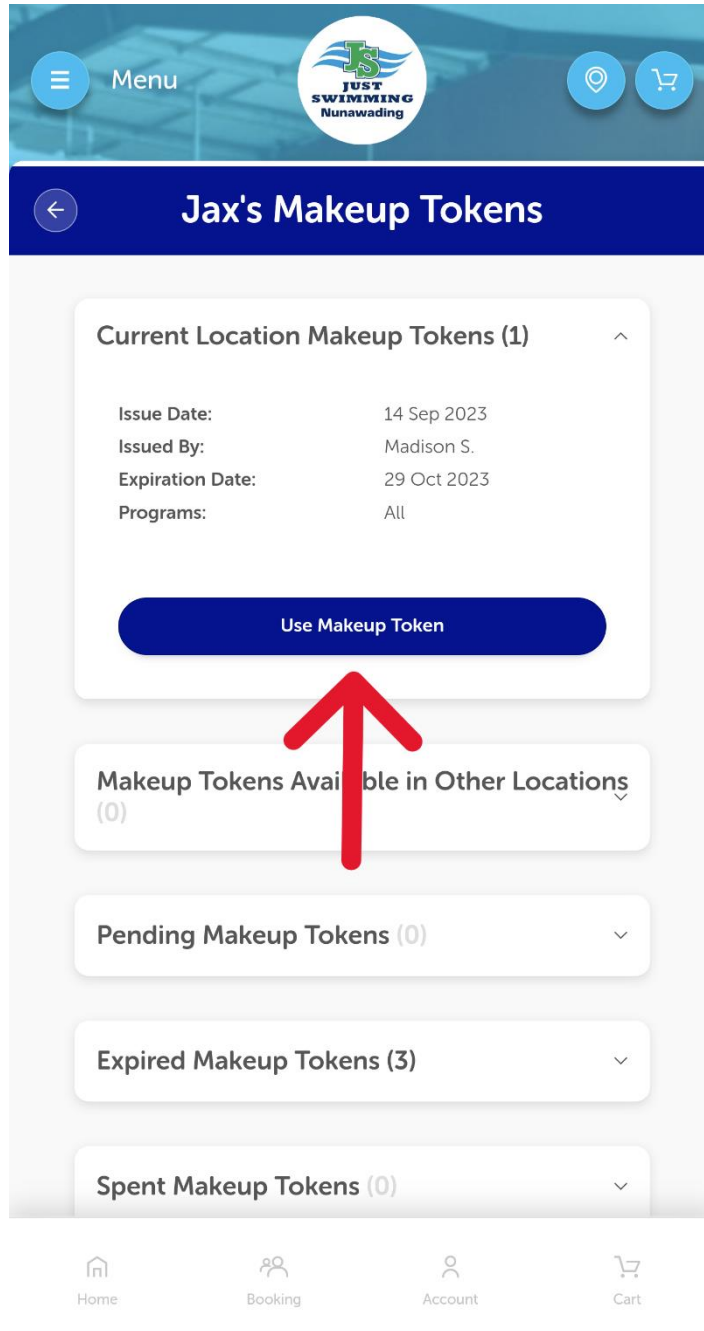 Menu
JS
JUST
SWIMMING
Nunawading
Jax's Makeup Tokens
Current Location Makeup Tokens (1)
Issue Date: 14 Sep 2023
Issued By: Madison S.
Expiration Date: 29 Oct 2023
Programs: All
Use Makeup Token
Makeup Tokens Available in Other Locations
(0)
Pending Makeup Tokens (0)
Expired Makeup Tokens (3)
Spent Makeup Tokens (0)
Home Booking Account Cart